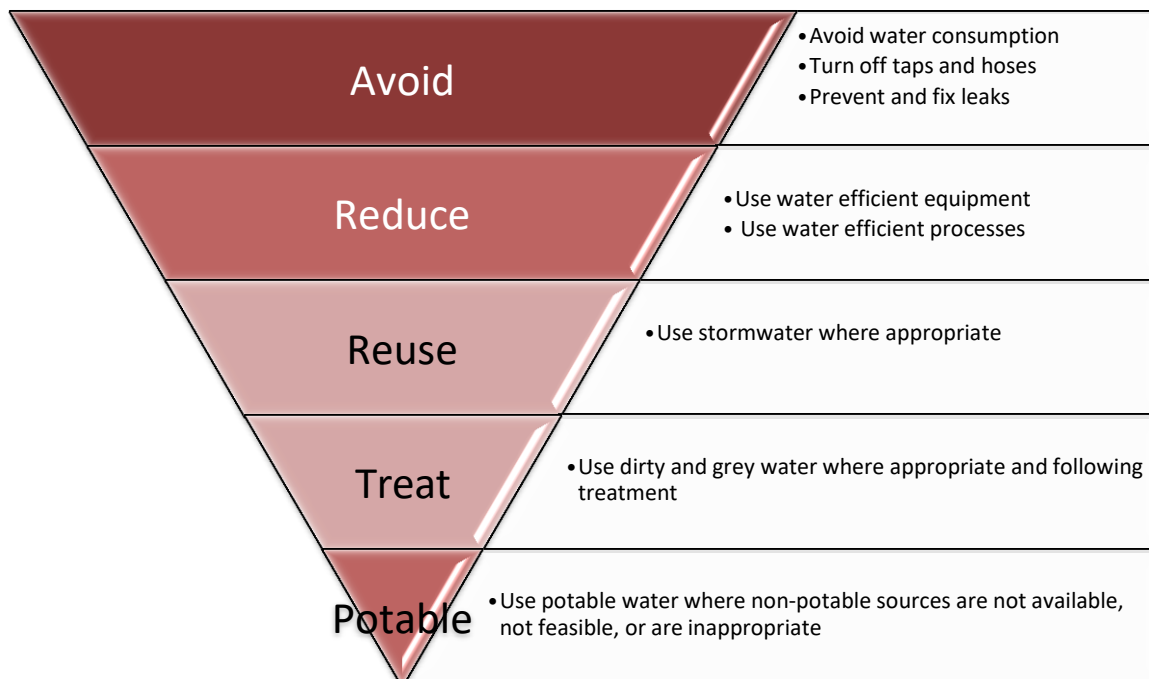 Avoid
•Avoid water consumption
•Turn off taps and hoses
•Prevent and fix leaks
Reduce
•Use water efficient equipment
• Use water efficient processes
Reuse
•Use stormwater where appropriate
Treat
•Use dirty and grey water where appropriate and following
treatment
Potable
•Use potable water where non-potable sources are not available,
not feasible, or are inappropriate